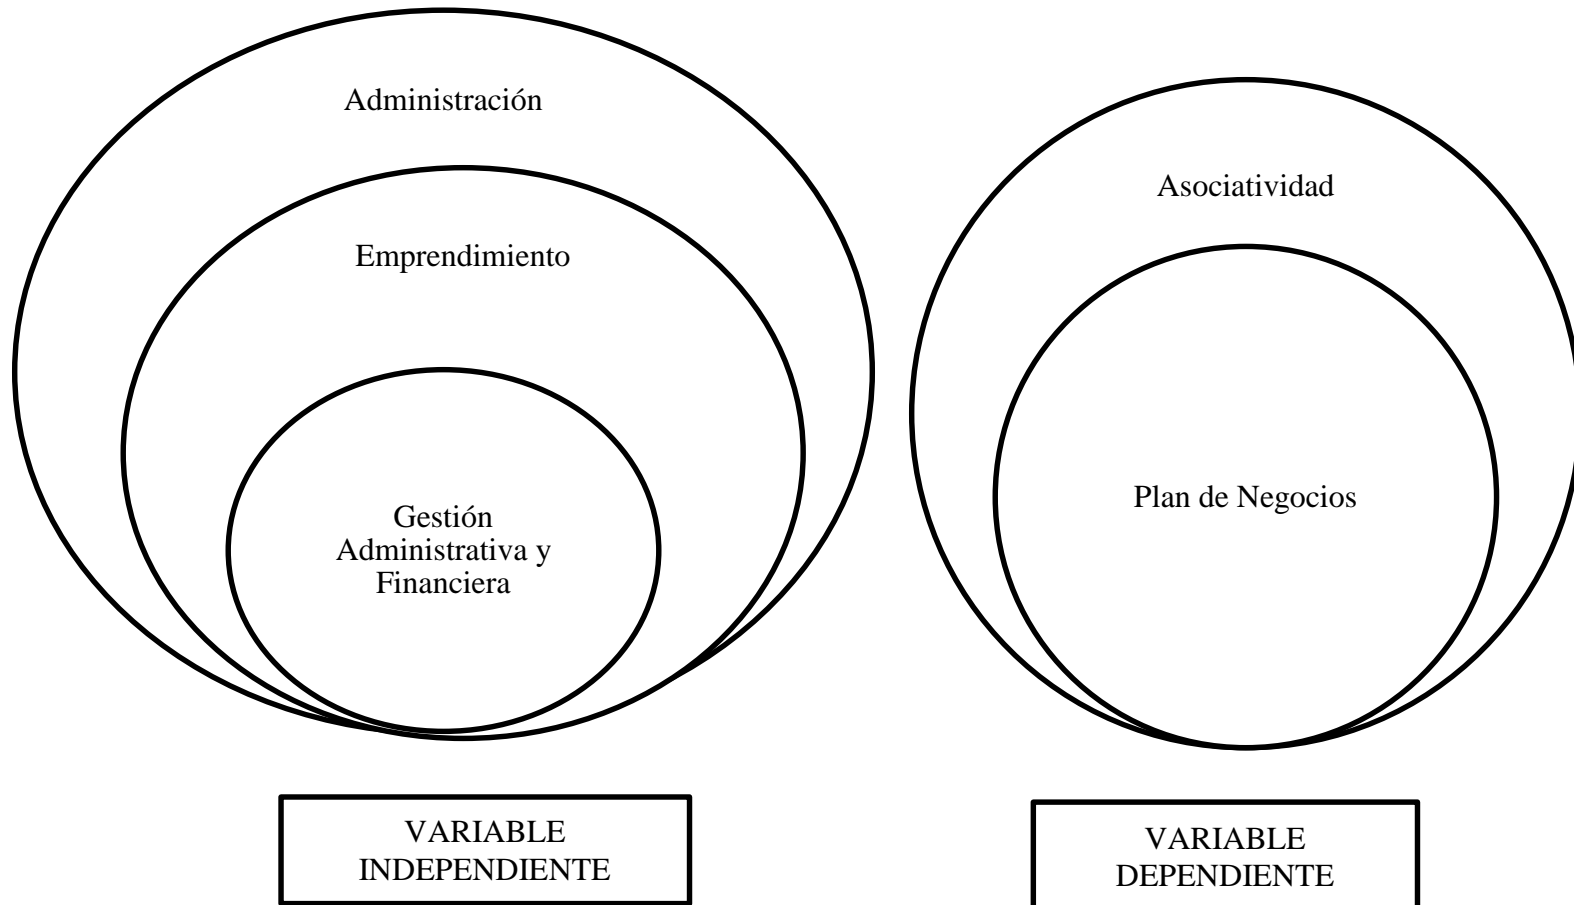 Administración
Emprendimiento
Gestión
Administrativa y
Financiera
VARIABLE
INDEPENDIENTE
Asociatividad
Plan de Negocios
VARIABLE
DEPENDIENTE